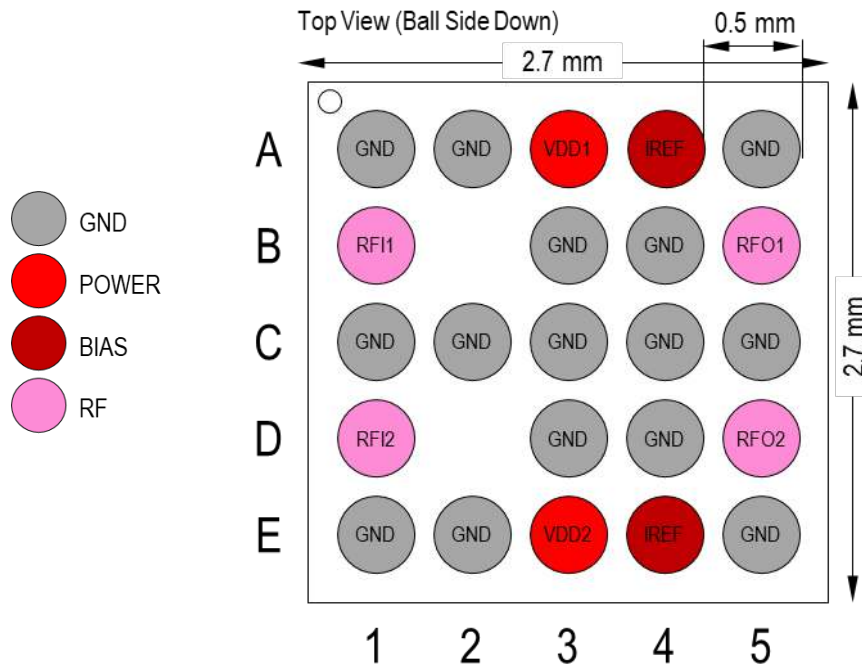 Top View (Ball Side Down)
0.5 mm
2.7 mm
A GND GND VDD1 IREF GND
GND
B RFI1 GND GND RFO1
POWER
2.7 mm
C GND GND GND GND GND
BIAS
RF
D RFI2 GND GND RFO2
E GND GND VDD2 IREF GND
1 2 3 4 5